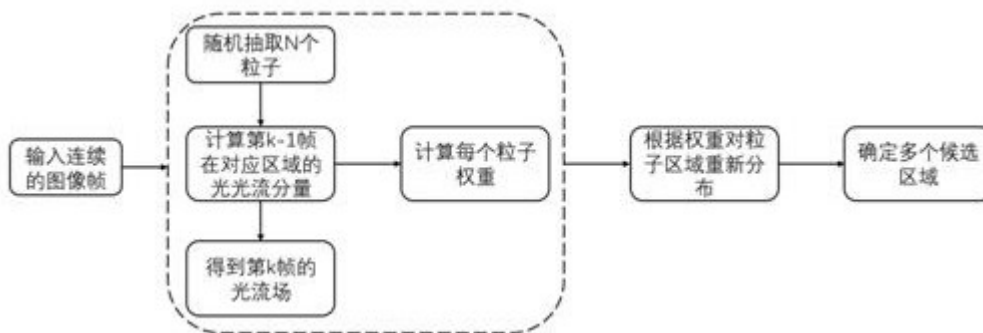 输入连续
的图像帧
随机抽取N个
粒子
计算第k-1帧
在对应区域的
光光流分量
得到第k帧的
光流场
计算每个粒子
权重
根据权重对粒
子区域重新分
布
确定多个候选
区域